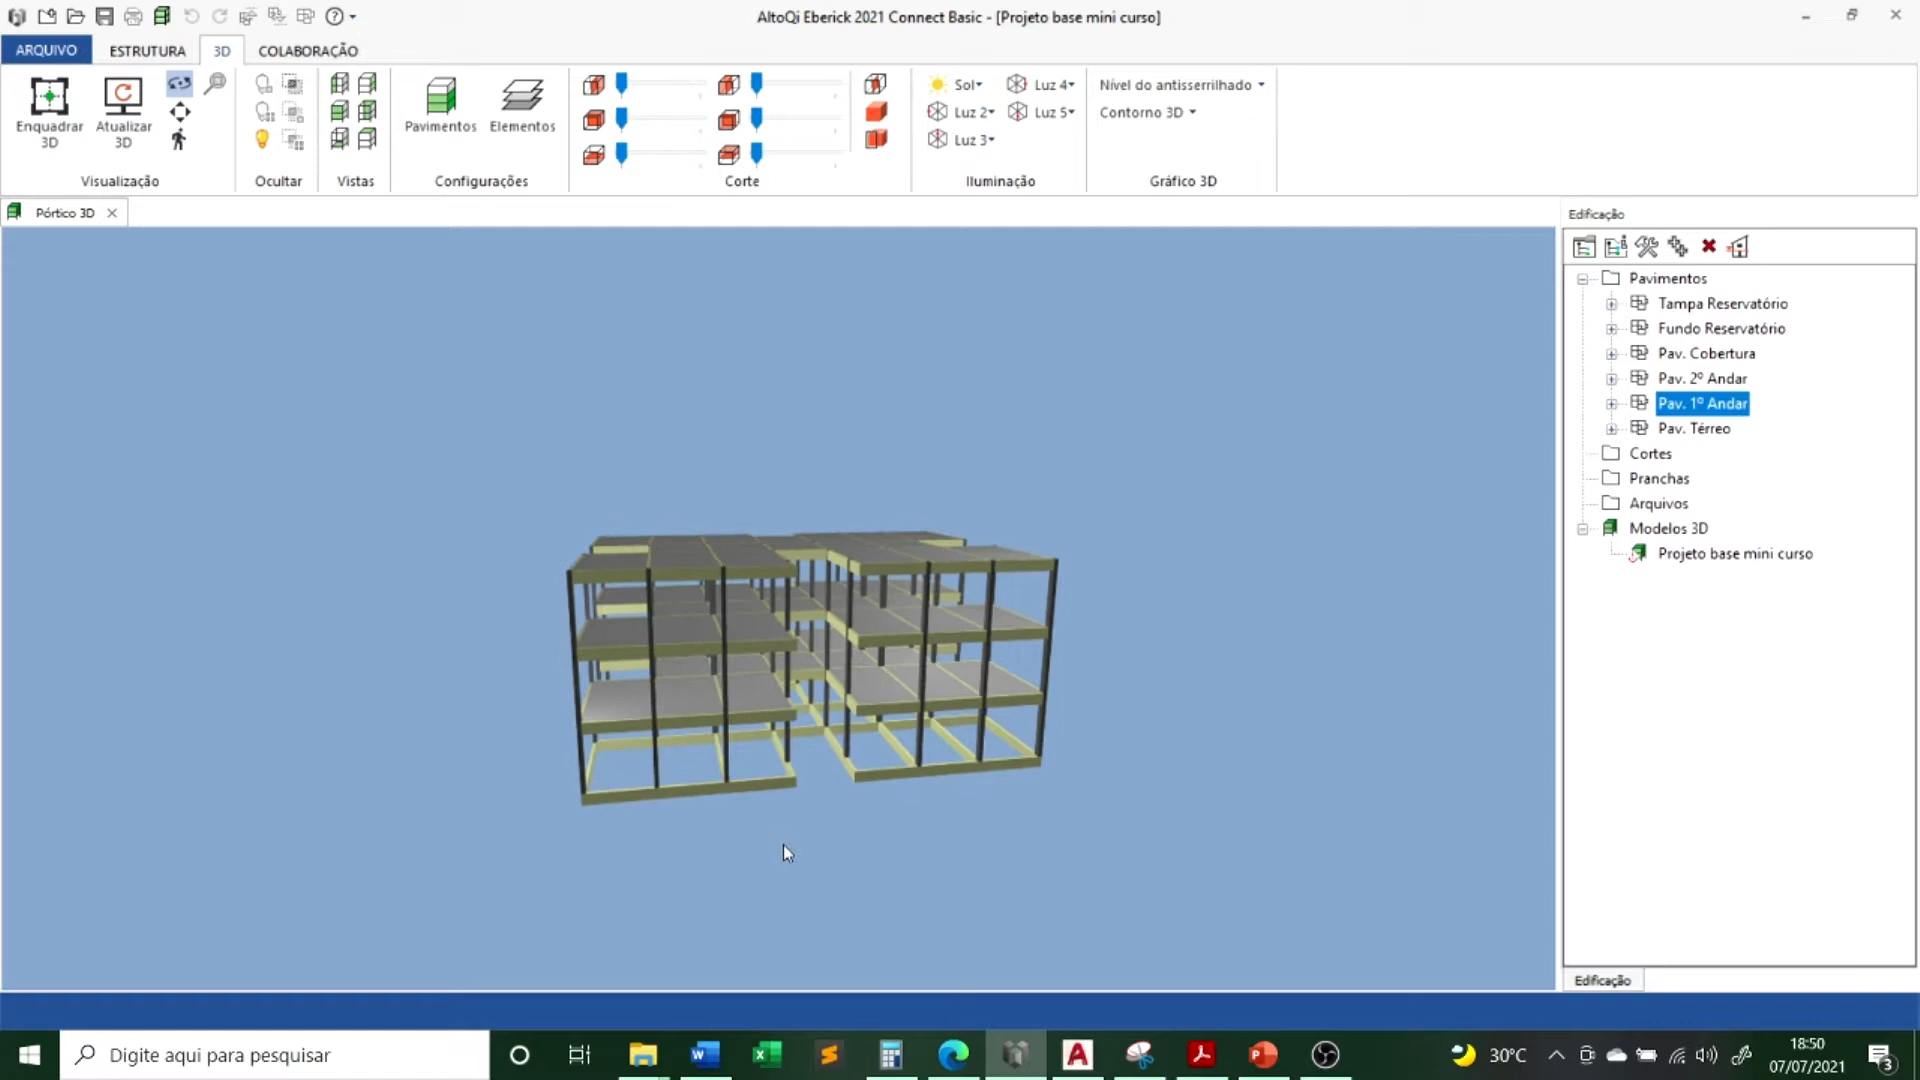 AltoQi Eberick 2021 Connect Basic - [Projeto base mini curso]
ARQUIVO ESTRUTURA 3D COLABORAÇÃO
Enquadrar 3D
Atualizar 3D
Visualização
Ocultar
Vistas
Pavimentos
Elementos
Configurações
Corte
Sol
Luz 4
Luz 2
Luz 5
Luz 3
Iluminação
Nível do antisserrilhado
Contorno 3D
Gráfico 3D
Pórtico 3D
Edificação
Pavimentos
Tampa Reservatório
Fundo Reservatório
Pav. Cobertura
Pav. 2º Andar
Pav. 1º Andar
Pav. Térreo
Cortes
Pranchas
Arquivos
Modelos 3D
Projeto base mini curso
Edificação
Digite aqui para pesquisar
30°C
18:50
07/07/2021
3